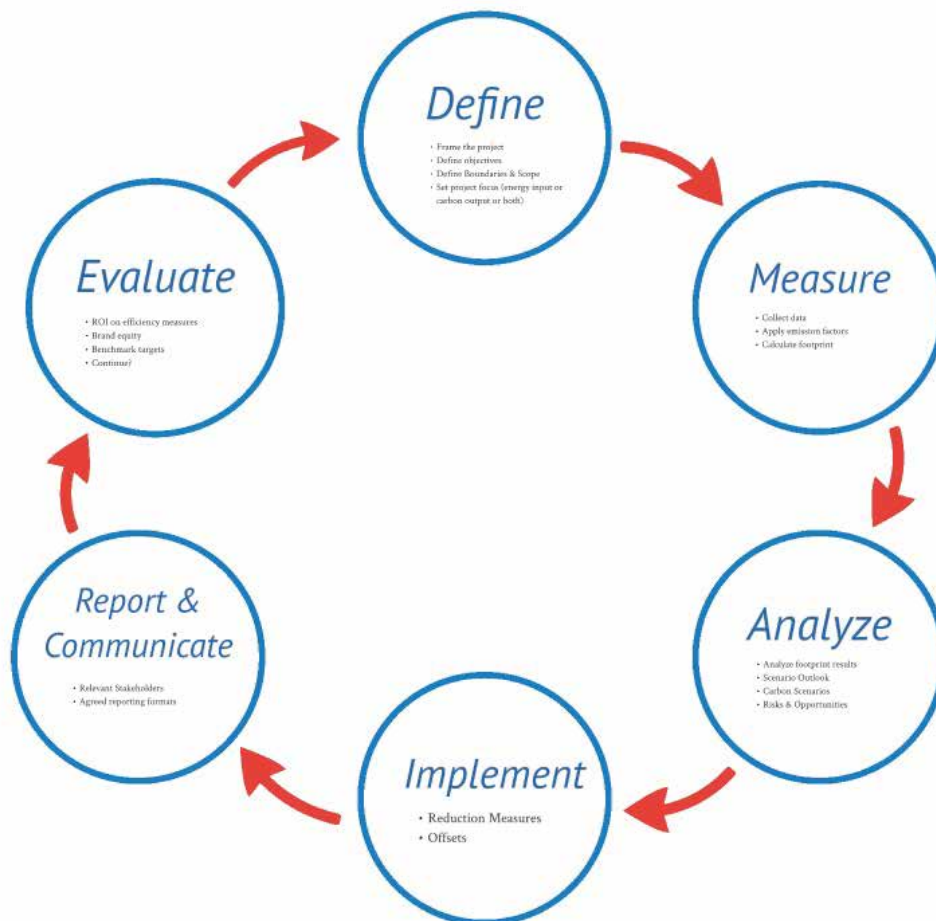 Define
• Frame the project
• Define objectives
• Define Boundaries & Scope
• Set project focus (energy input or
carbon output or both)
Measure
• Collect data
• Apply emission factors
• Calculate footprint
Analyze
• Analyze footprint results
• Scenario Outlook
• Carbon Scenarios
• Risks & Opportunities
Implement
• Reduction Measures
• Offsets
Report &
Communicate
• Relevant Stakeholders
• Agreed reporting formats
Evaluate
• ROI on efficiency measures
• Brand equity
• Benchmark targets
• Continue?